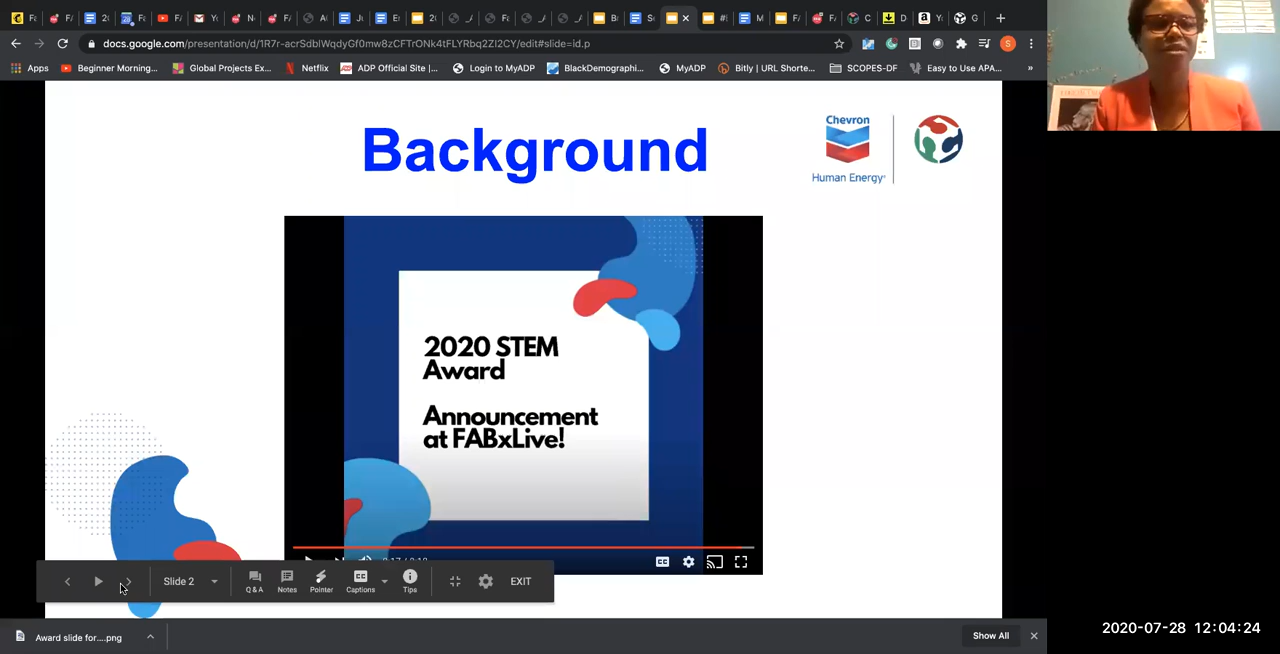 docs.google.com/presentation/d/1R7r-acrSdblWqdyGf0mw8zCFTrONk4tFLYRbq2ZI2CY/edit#slide=id.p
S
Apps
Beginner Morning...
Global Projects Ex...
Netflix
ADP Official Site |...
Login to MyADP
BlackDemographi...
MyADP
Bitly | URL Shorte...
SCOPES-DF
Easy to Use APA...
»
Background
Chevron
Human Energy®
2020 STEM
Award
Announcement
at FABxLive!
Slide 2
Q & A
Notes
Pointer
Captions
Tips
EXIT
Award slide for....png
Show All
2020-07-28 12:04:24